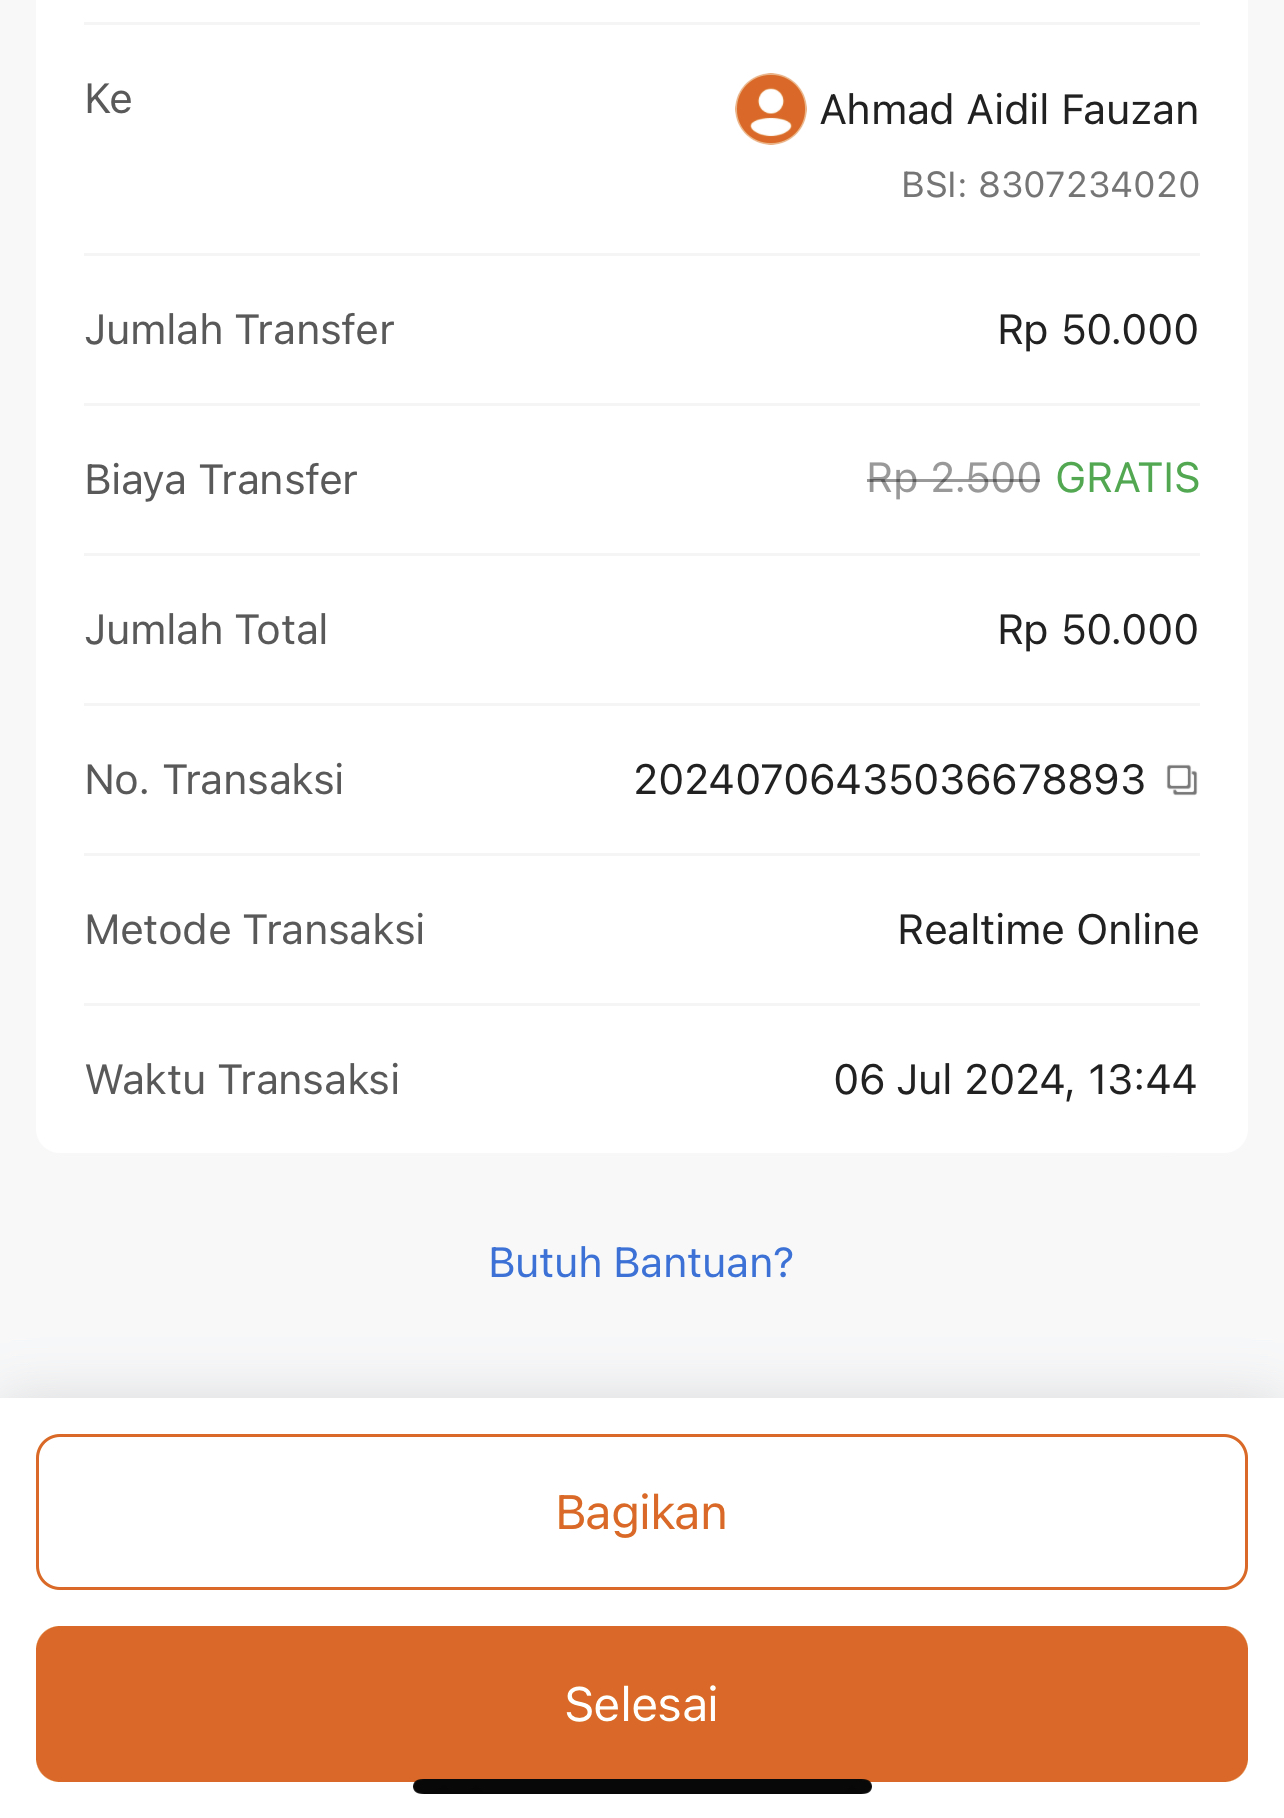 Ke
Ahmad Aidil Fauzan
BSI: 8307234020
Jumlah Transfer
Rp 50.000
Biaya Transfer
Rp 2.500 GRATIS
Jumlah Total
Rp 50.000
No. Transaksi
20240706435036678893
Metode Transaksi
Realtime Online
Waktu Transaksi
06 Jul 2024, 13:44
Butuh Bantuan?
Bagikan
Selesai